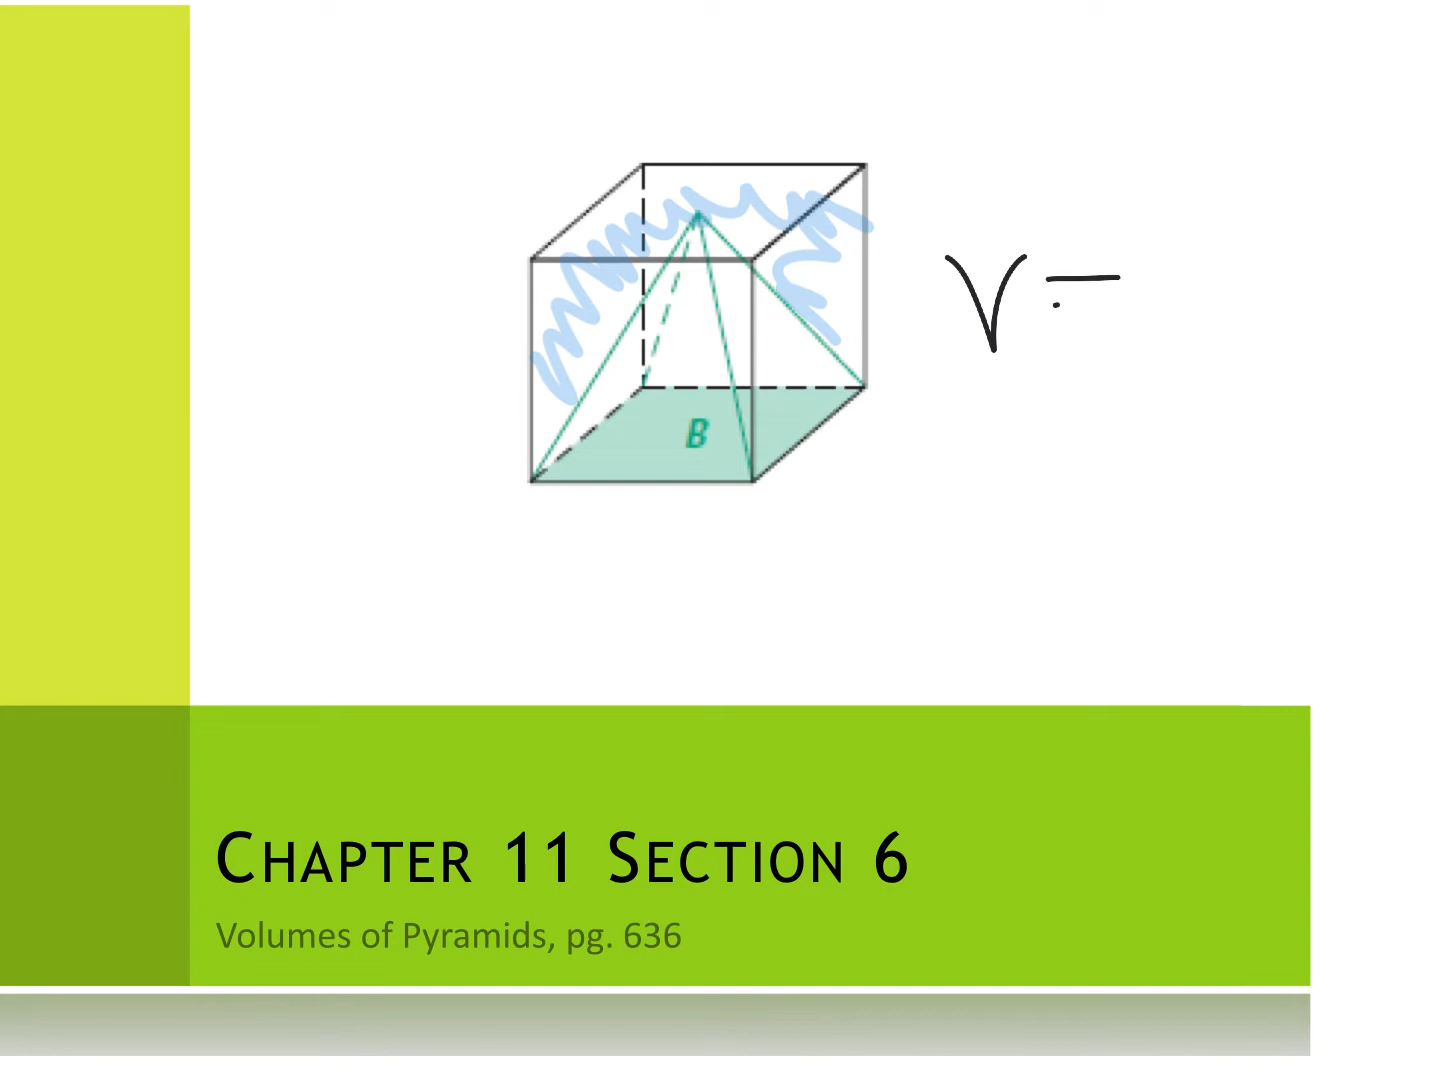 V =
B
Chapter 11 Section 6
Volumes of Pyramids, pg. 636